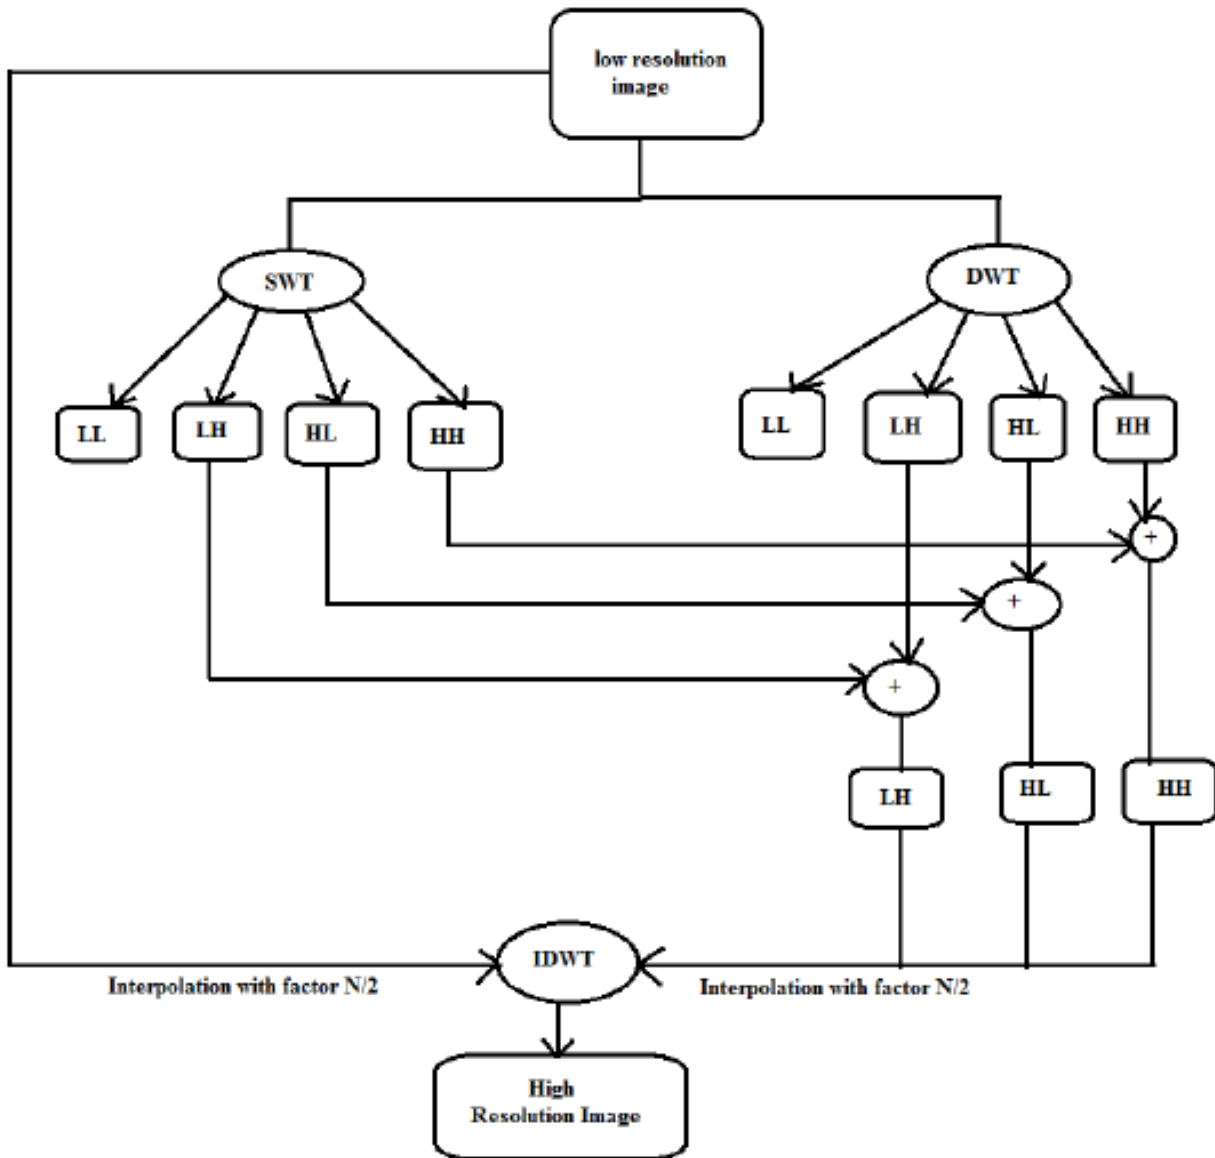 low resolution
image
SWT
DWT
LL
LH
HL
HH
LL
LH
HL
HH
+
+
+
LH
HL
HH
IDWT
Interpolation with factor N/2
Interpolation with factor N/2
High
Resolution Image